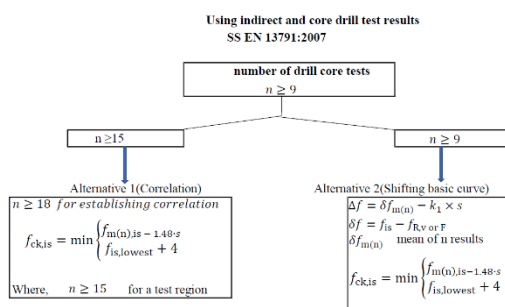 Using indirect and core drill test results
SS EN 13791:2007
number of drill core tests
n ≥ 9
n ≥15
n ≥ 9
Alternative 1(Correlation)
n ≥ 18 for establishing correlation
f_ck,is = min { f_m(n),is−1.48·s
f_is,lowest + 4
Where, n ≥ 15 for a test region
Alternative 2(Shifting basic curve)
Δf = δf_m(n) − k_1 × s
δf = f_is − f_R,v or F
δf_m(n) mean of n results
f_ck,is = min { f_m(n),is−1.48·s
f_is,lowest + 4